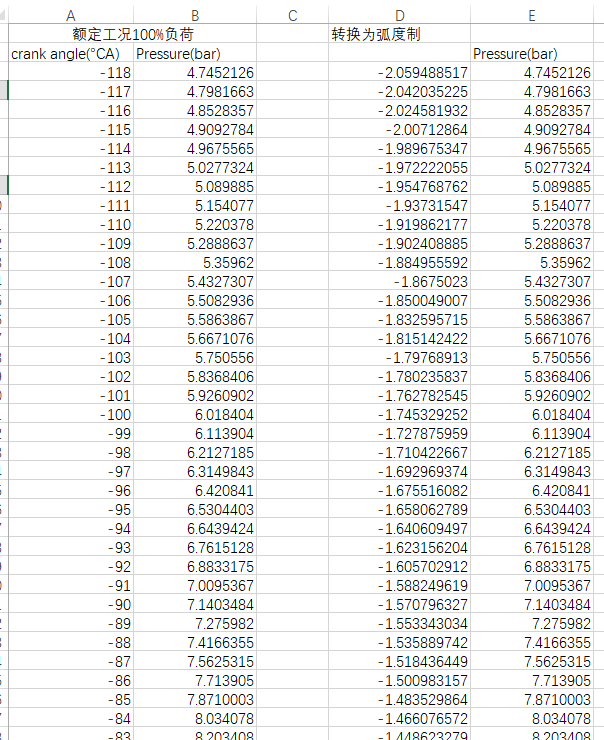 A B C D E
额定工况100%负荷 转换为弧度制
crank angle(°CA) Pressure(bar) Pressure(bar)
-118 4.7452126 -2.059488517 4.7452126
-117 4.7981663 -2.042035225 4.7981663
-116 4.8528357 -2.024581932 4.8528357
-115 4.9092784 -2.00712864 4.9092784
-114 4.9675565 -1.989675347 4.9675565
-113 5.0277324 -1.972222055 5.0277324
-112 5.089885 -1.954768762 5.089885
-111 5.154077 -1.93731547 5.154077
-110 5.220378 -1.919862177 5.220378
-109 5.2888637 -1.902408885 5.2888637
-108 5.35962 -1.884955592 5.35962
-107 5.4327307 -1.8675023 5.4327307
-106 5.5082936 -1.850049007 5.5082936
-105 5.5863867 -1.832595715 5.5863867
-104 5.6671076 -1.815142422 5.6671076
-103 5.750556 -1.79768913 5.750556
-102 5.8368406 -1.780235837 5.8368406
-101 5.9260902 -1.762782545 5.9260902
-100 6.018404 -1.745329252 6.018404
-99 6.113904 -1.727875959 6.113904
-98 6.2127185 -1.710422667 6.2127185
-97 6.3149843 -1.692969374 6.3149843
-96 6.420841 -1.675516082 6.420841
-95 6.5304403 -1.658062789 6.5304403
-94 6.6439424 -1.640609497 6.6439424
-93 6.7615128 -1.623156204 6.7615128
-92 6.8833175 -1.605702912 6.8833175
-91 7.0095367 -1.588249619 7.0095367
-90 7.1403484 -1.570796327 7.1403484
-89 7.275982 -1.553343034 7.275982
-88 7.4166355 -1.535889742 7.4166355
-87 7.5625315 -1.518436449 7.5625315
-86 7.713905 -1.500983157 7.713905
-85 7.8710003 -1.483529864 7.8710003
-84 8.034078 -1.466076572 8.034078
-83 8.203408 -1.448623279 8.203408